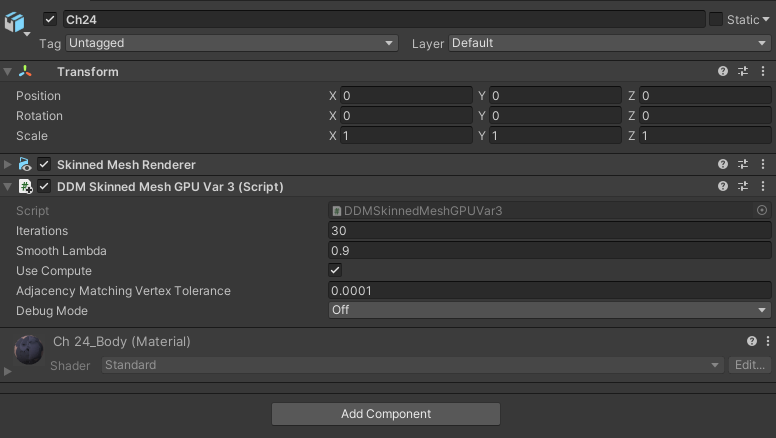 Ch24 Static
Tag Untagged Layer Default
Transform
Position X 0 Y 0 Z 0
Rotation X 0 Y 0 Z 0
Scale X 1 Y 1 Z 1
Skinned Mesh Renderer
DDM Skinned Mesh GPU Var 3 (Script)
Script DDMSkinnedMeshGPUVar3
Iterations 30
Smooth Lambda 0.9
Use Compute
Adjacency Matching Vertex Tolerance 0.0001
Debug Mode Off
Ch 24_Body (Material)
Shader Standard Edit...
Add Component